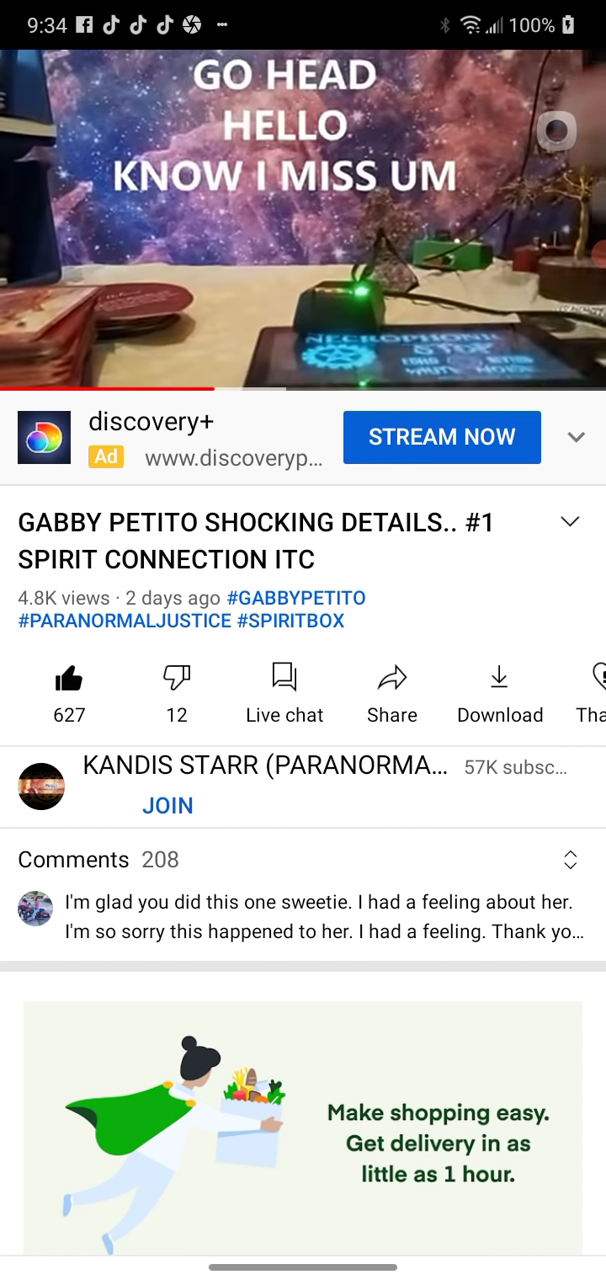 9:34
100%
GO HEAD
HELLO
KNOW I MISS UM
NECROPHONIC
discovery+
Ad www.discoveryp...
STREAM NOW
GABBY PETITO SHOCKING DETAILS.. #1
SPIRIT CONNECTION ITC
4.8K views · 2 days ago #GABBYPETITO
#PARANORMALJUSTICE #SPIRITBOX
627 12 Live chat Share Download Tha
KANDIS STARR (PARANORMA... 57K subsc...
JOIN
Comments 208
I'm glad you did this one sweetie. I had a feeling about her.
I'm so sorry this happened to her. I had a feeling. Thank yo...
Make shopping easy.
Get delivery in as
little as 1 hour.